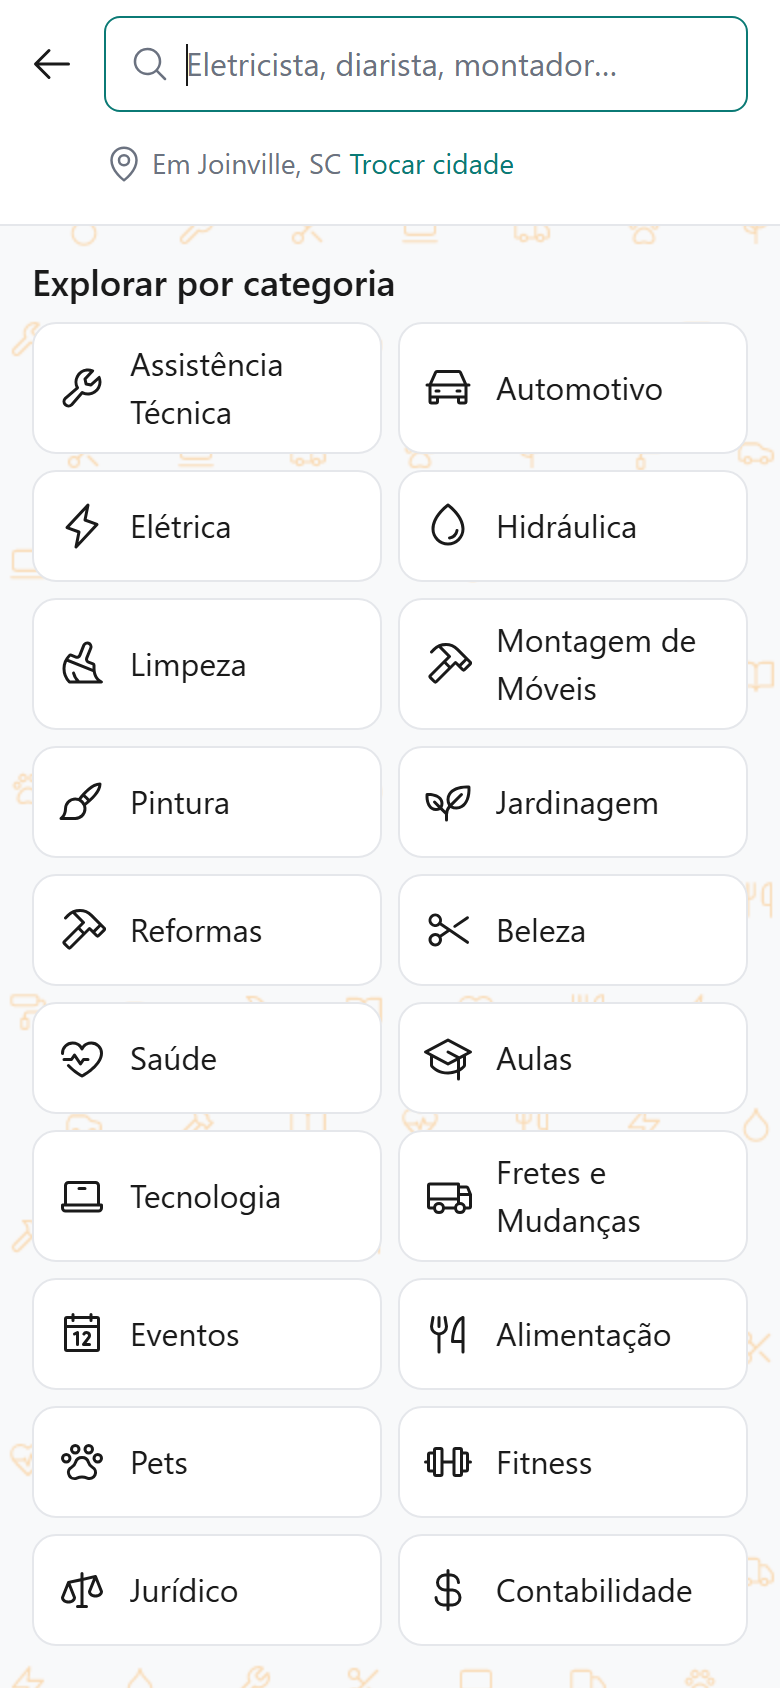 Eletricista, diarista, montador...
Em Joinville, SC Trocar cidade
Explorar por categoria
Assistência
Técnica
Automotivo
Elétrica
Hidráulica
Limpeza
Montagem de
Móveis
Pintura
Jardinagem
Reformas
Beleza
Saúde
Aulas
Tecnologia
Fretes e
Mudanças
12
Eventos
Alimentação
Pets
Fitness
Jurídico
Contabilidade